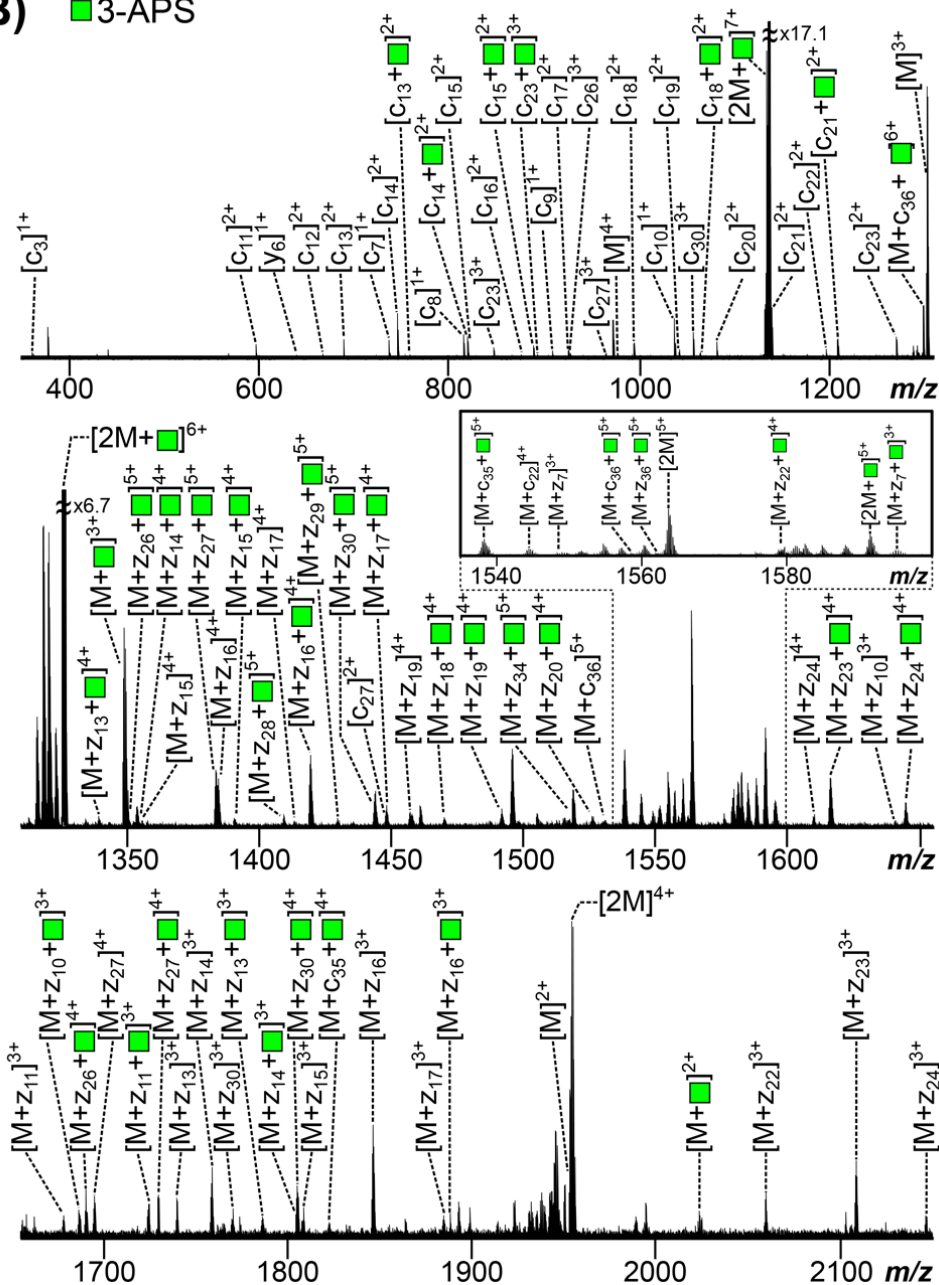 B) 3-APS
[c13+ ]2+ [c15+ ]2+ [c23+ ]3+ [c18+ ]2+ [2M+ ]7+ x17.1 [M]3+
[c15]2+ [c17]2+ [c26]3+ [c18]2+ [c19]2+ [c21+ ]2+
[c14]2+ [c14+ ]2+ [c16]2+ [c9]1+ [c22]2+ [M+c36+ ]6+
[c3]1+ [c11]2+ [y6]1+ [c12]2+ [c13]2+ [c7]1+ [M]4+ [c10]1+ [c30]3+ [c20]2+ [c21]2+ [c23]2+
[c8]1+ [c23]3+ [c27]3+
400 600 800 1000 1200 m/z
[2M+ ]6+
x6.7
[M+ ]3+ [M+z26+ ]5+ [M+z14+ ]4+ [M+z27+ ]5+ [M+z15+ ]4+ [M+z17]4+ [M+z29+ ]5+ [M+z30+ ]5+ [M+z17+ ]4+
[M+c35+ ]5+ [M+c22]4+ [M+z7]3+ [M+c36+ ]5+ [M+z36+ ]5+ [2M]5+ [M+z22+ ]4+ [2M+ ]5+ [M+z7+ ]3+
1540 1560 1580 m/z
[M+z13+ ]4+ [M+z15]4+ [M+z16]4+ [M+z28+ ]5+ [M+z16+ ]4+ [c27]2+ [M+z19]4+ [M+z18+ ]4+ [M+z19+ ]4+ [M+z34+ ]5+ [M+z20+ ]4+ [M+c36]5+ [M+z24]4+ [M+z23+ ]4+ [M+z10]3+ [M+z24+ ]4+
1350 1400 1450 1500 1550 1600 m/z
[M+z10+ ]3+ [M+z27]4+ [M+z27+ ]4+ [M+z14]3+ [M+z13+ ]3+ [M+z30+ ]4+ [M+c35+ ]4+ [M+z16]3+ [M+z16+ ]3+ [2M]4+ [M]2+ [M+z23]3+
[M+z11]3+ [M+z26+ ]4+ [M+z11+ ]3+ [M+z13]3+ [M+z30]3+ [M+z14+ ]3+ [M+z15]3+ [M+z17]3+ [M+ ]2+ [M+z22]3+ [M+z24]3+
1700 1800 1900 2000 2100 m/z